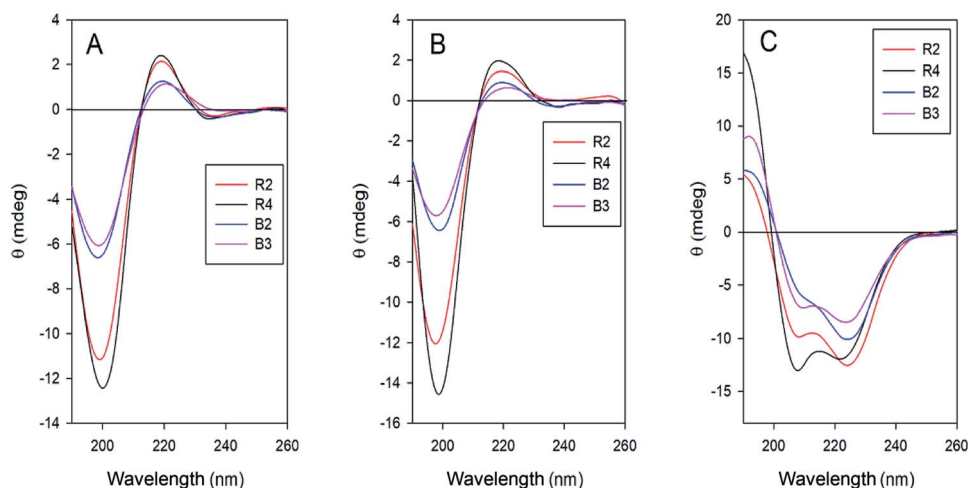 A
4
2
0
-2
-4
-6
-8
-10
-12
-14
θ (mdeg)
R2
R4
B2
B3
200 220 240 260
Wavelength (nm)
B
4
2
0
-2
-4
-6
-8
-10
-12
-14
-16
θ (mdeg)
R2
R4
B2
B3
200 220 240 260
Wavelength (nm)
C
20
15
10
5
0
-5
-10
-15
θ (mdeg)
R2
R4
B2
B3
200 220 240 260
Wavelength (nm)